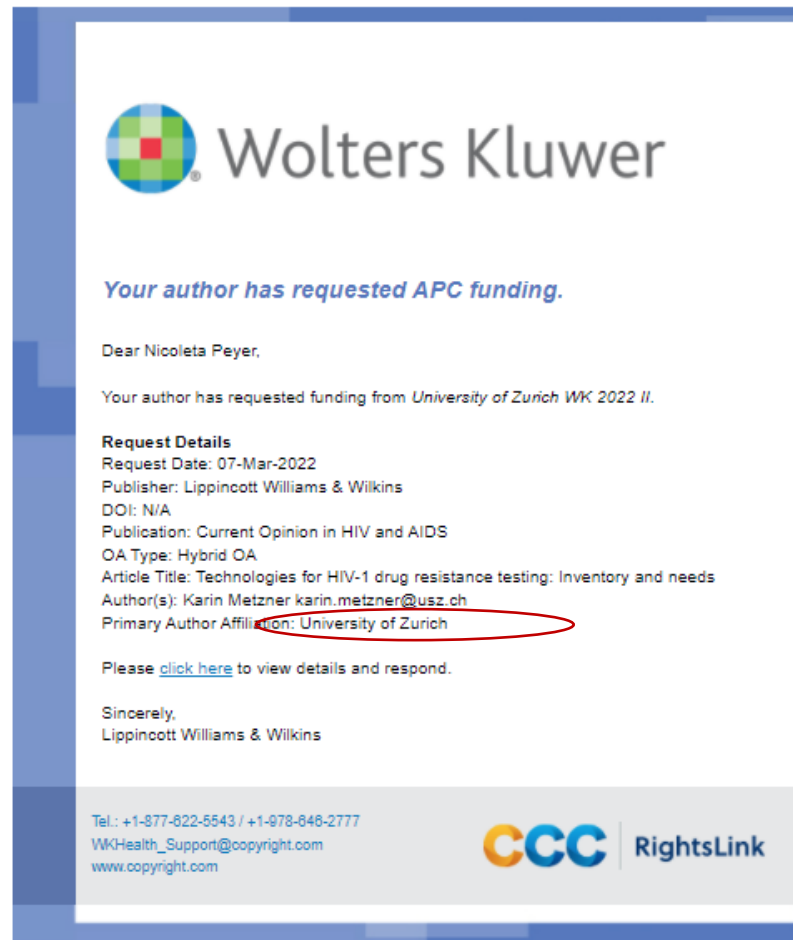 Wolters Kluwer
Your author has requested APC funding.
Dear Nicoleta Peyer,
Your author has requested funding from University of Zurich WK 2022 II.
Request Details
Request Date: 07-Mar-2022
Publisher: Lippincott Williams & Wilkins
DOI: N/A
Publication: Current Opinion in HIV and AIDS
OA Type: Hybrid OA
Article Title: Technologies for HIV-1 drug resistance testing: Inventory and needs
Author(s): Karin Metzner karin.metzner@usz.ch
Primary Author Affiliation: University of Zurich
Please click here to view details and respond.
Sincerely,
Lippincott Williams & Wilkins
Tel.: +1-877-622-5543 / +1-978-646-2777
WKHealth_Support@copyright.com
www.copyright.com
CCC RightsLink